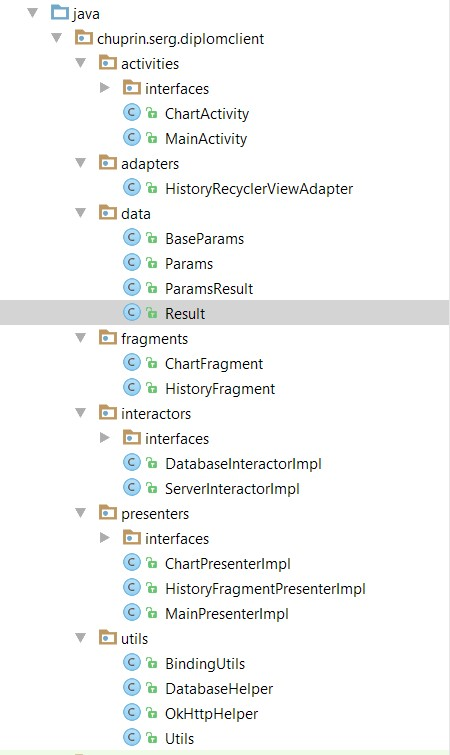 java
chuprin.serg.diplomclient
activities
interfaces
ChartActivity
MainActivity
adapters
HistoryRecyclerViewAdapter
data
BaseParams
Params
ParamsResult
Result
fragments
ChartFragment
HistoryFragment
interactors
interfaces
DatabaseInteractorImpl
ServerInteractorImpl
presenters
interfaces
ChartPresenterImpl
HistoryFragmentPresenterImpl
MainPresenterImpl
utils
BindingUtils
DatabaseHelper
OkHttpHelper
Utils